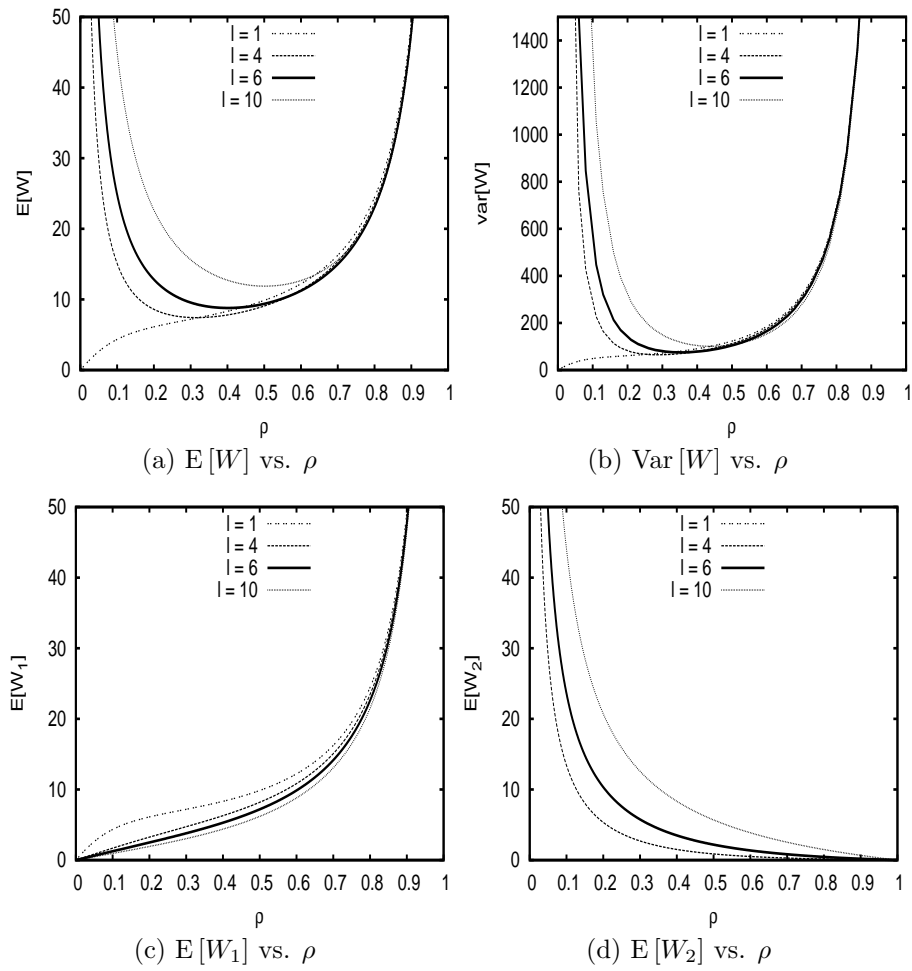 E[W]
50
40
30
20
10
0
l = 1
l = 4
l = 6
l = 10
0 0.1 0.2 0.3 0.4 0.5 0.6 0.7 0.8 0.9 1
ρ
(a) E [W] vs. ρ
var[W]
1400
1200
1000
800
600
400
200
0
l = 1
l = 4
l = 6
l = 10
0 0.1 0.2 0.3 0.4 0.5 0.6 0.7 0.8 0.9 1
ρ
(b) Var [W] vs. ρ
E[W₁]
50
40
30
20
10
0
l = 1
l = 4
l = 6
l = 10
0 0.1 0.2 0.3 0.4 0.5 0.6 0.7 0.8 0.9 1
ρ
(c) E [W₁] vs. ρ
E[W₂]
50
40
30
20
10
0
l = 1
l = 4
l = 6
l = 10
0 0.1 0.2 0.3 0.4 0.5 0.6 0.7 0.8 0.9 1
ρ
(d) E [W₂] vs. ρ